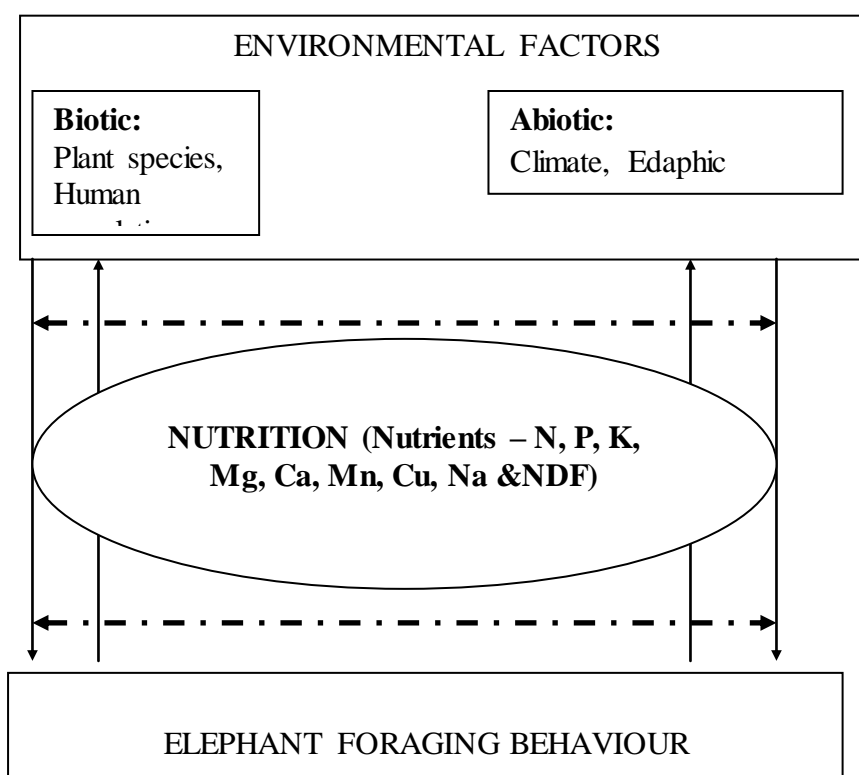 ENVIRONMENTAL FACTORS
Biotic:
Plant species,
Human
Abiotic:
Climate, Edaphic
NUTRITION (Nutrients – N, P, K,
Mg, Ca, Mn, Cu, Na &NDF)
ELEPHANT FORAGING BEHAVIOUR